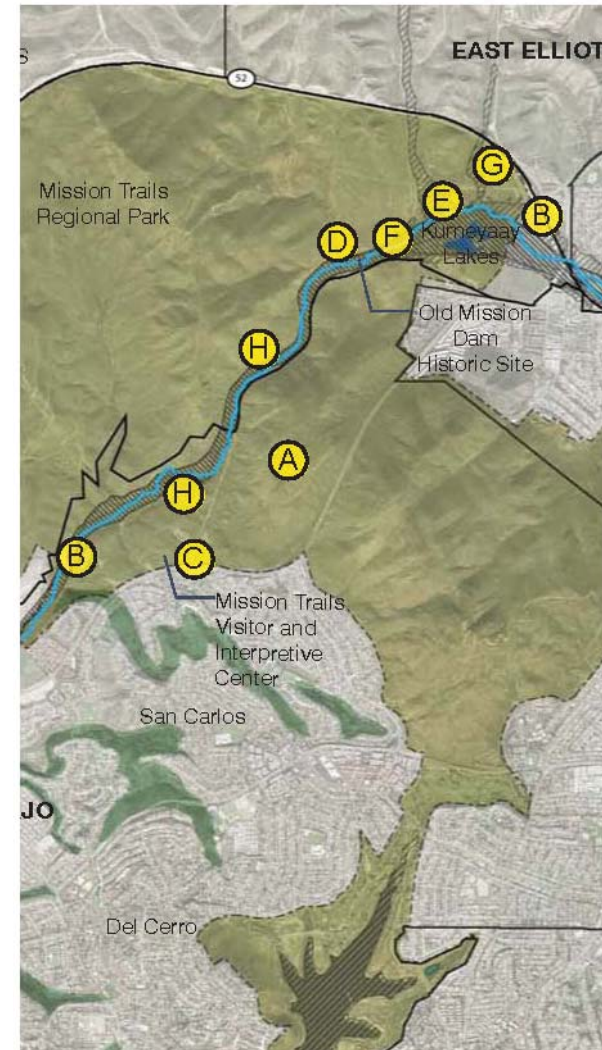 S
EAST ELLIOT
52
G
Mission Trails
Regional Park
E
B
D
F
Kumeyaay
Lakes
Old Mission
Dam
Historic Site
H
A
H
B
C
Mission Trails
Visitor and
Interpretive
Center
San Carlos
JO
Del Cerro